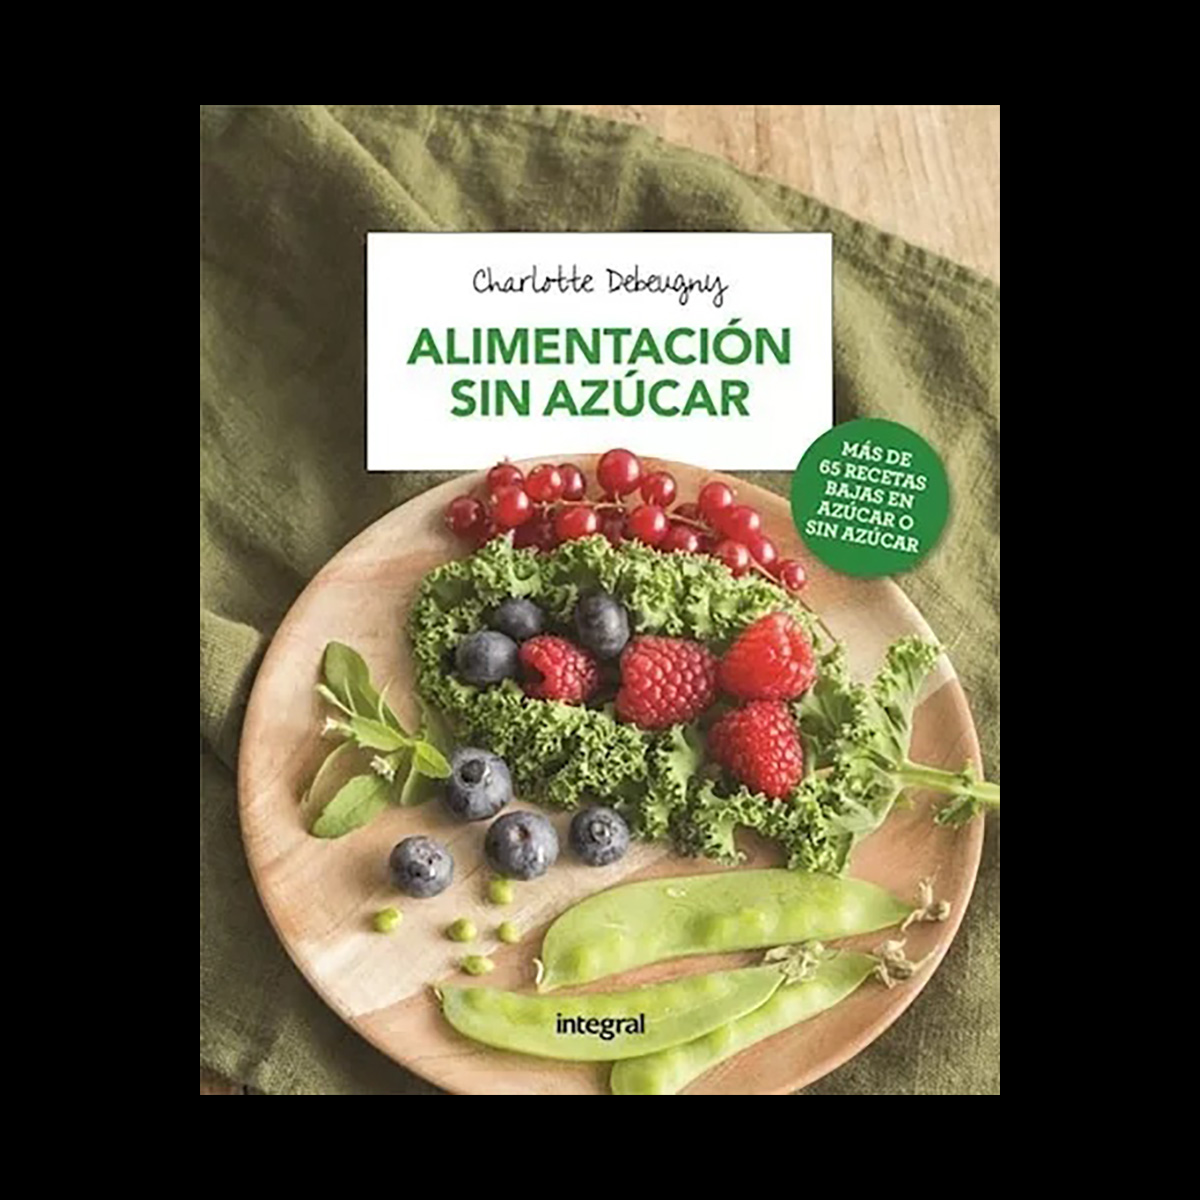 Charlotte Debeugny
ALIMENTACIÓN
SIN AZÚCAR
MÁS DE
65 RECETAS
BAJAS EN
AZÚCAR O
SIN AZÚCAR
integral